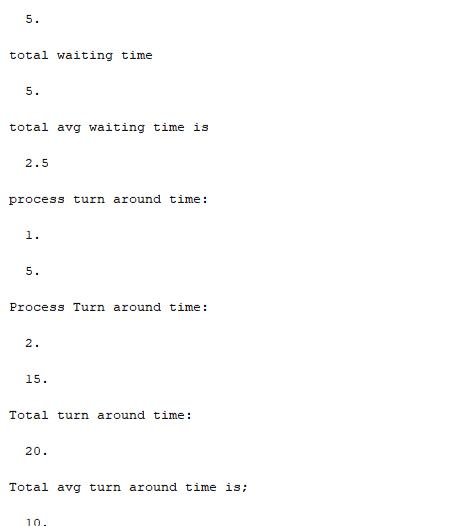 5.
total waiting time
5.
total avg waiting time is
2.5
process turn around time:
1.
5.
Process Turn around time:
2.
15.
Total turn around time:
20.
Total avg turn around time is;
10.